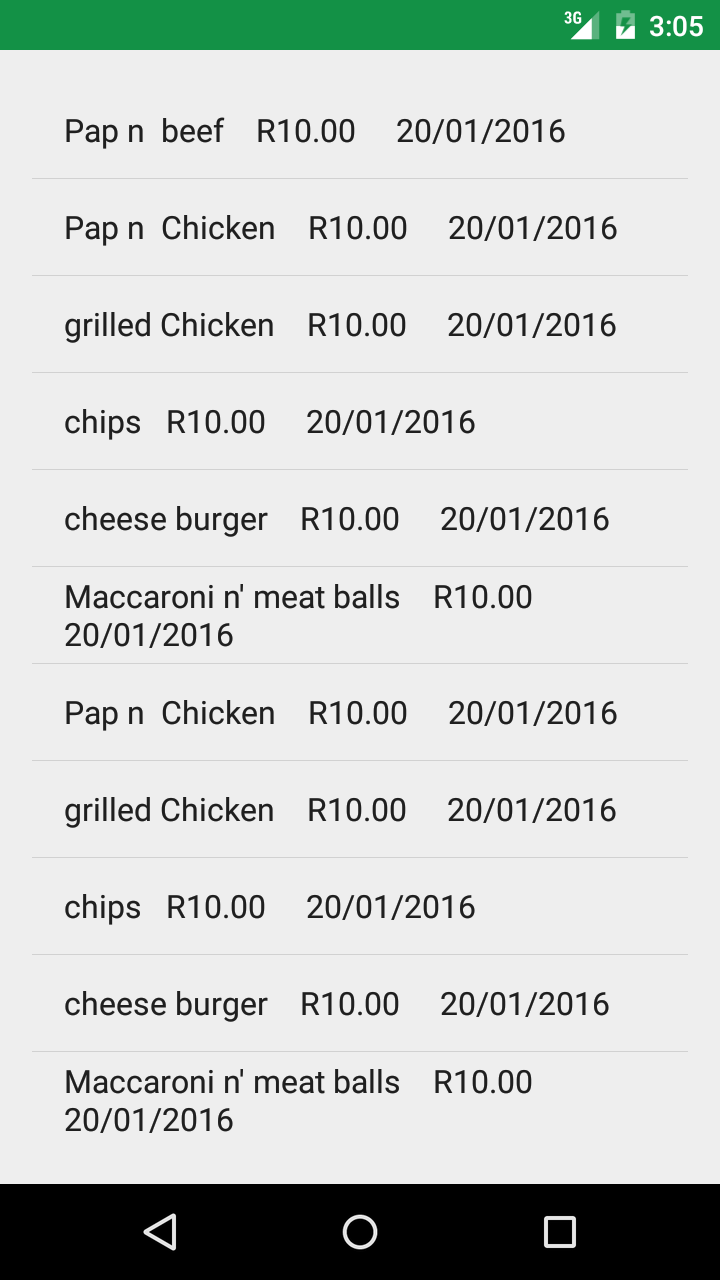 3G 3:05
Pap n  beef    R10.00     20/01/2016
Pap n  Chicken    R10.00     20/01/2016
grilled Chicken    R10.00     20/01/2016
chips   R10.00     20/01/2016
cheese burger    R10.00     20/01/2016
Maccaroni n' meat balls    R10.00
20/01/2016
Pap n  Chicken    R10.00     20/01/2016
grilled Chicken    R10.00     20/01/2016
chips   R10.00     20/01/2016
cheese burger    R10.00     20/01/2016
Maccaroni n' meat balls    R10.00
20/01/2016